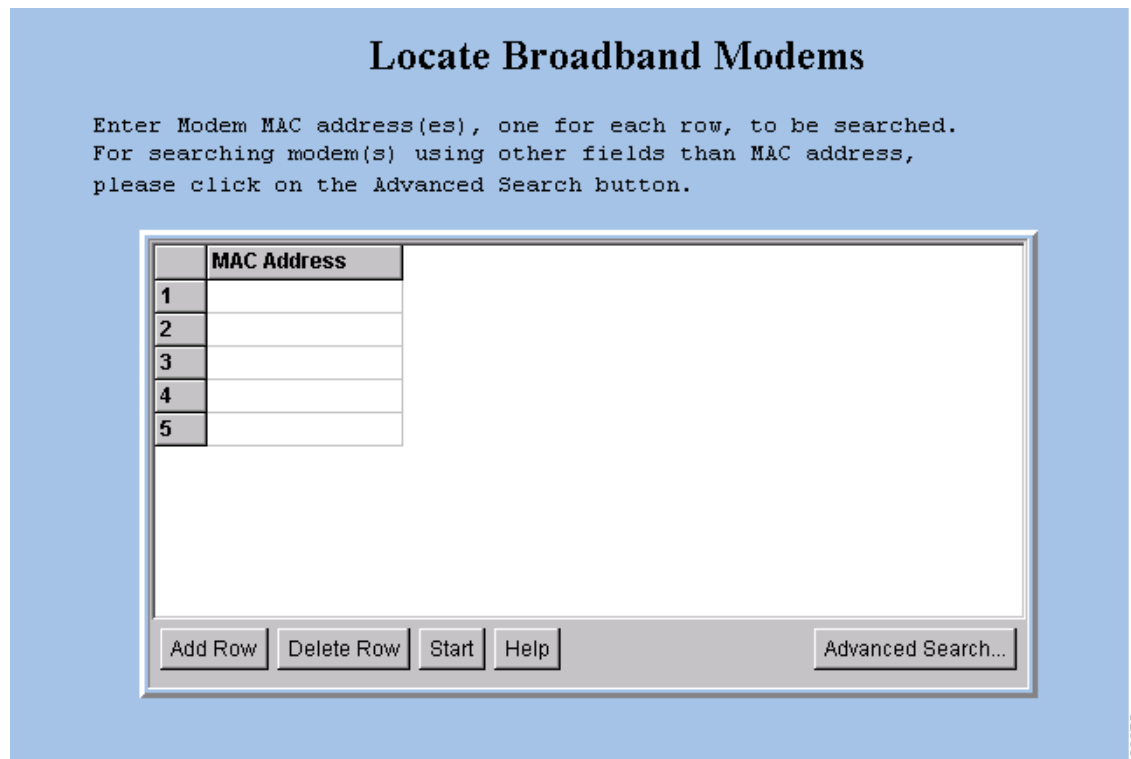 Locate Broadband Modems
Enter Modem MAC address(es), one for each row, to be searched.
For searching modem(s) using other fields than MAC address,
please click on the Advanced Search button.
MAC Address
1
2
3
4
5
Add Row Delete Row Start Help Advanced Search...